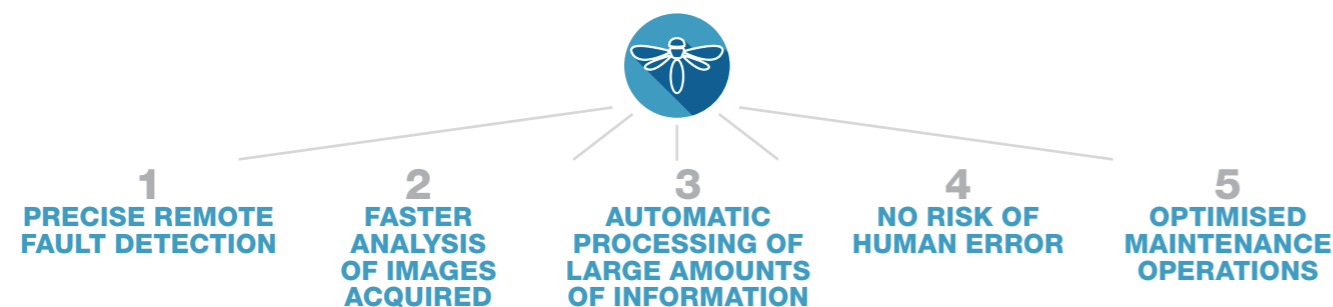 1
PRECISE REMOTE
FAULT DETECTION
2
FASTER
ANALYSIS
OF IMAGES
ACQUIRED
3
AUTOMATIC
PROCESSING OF
LARGE AMOUNTS
OF INFORMATION
4
NO RISK OF
HUMAN ERROR
5
OPTIMISED
MAINTENANCE
OPERATIONS